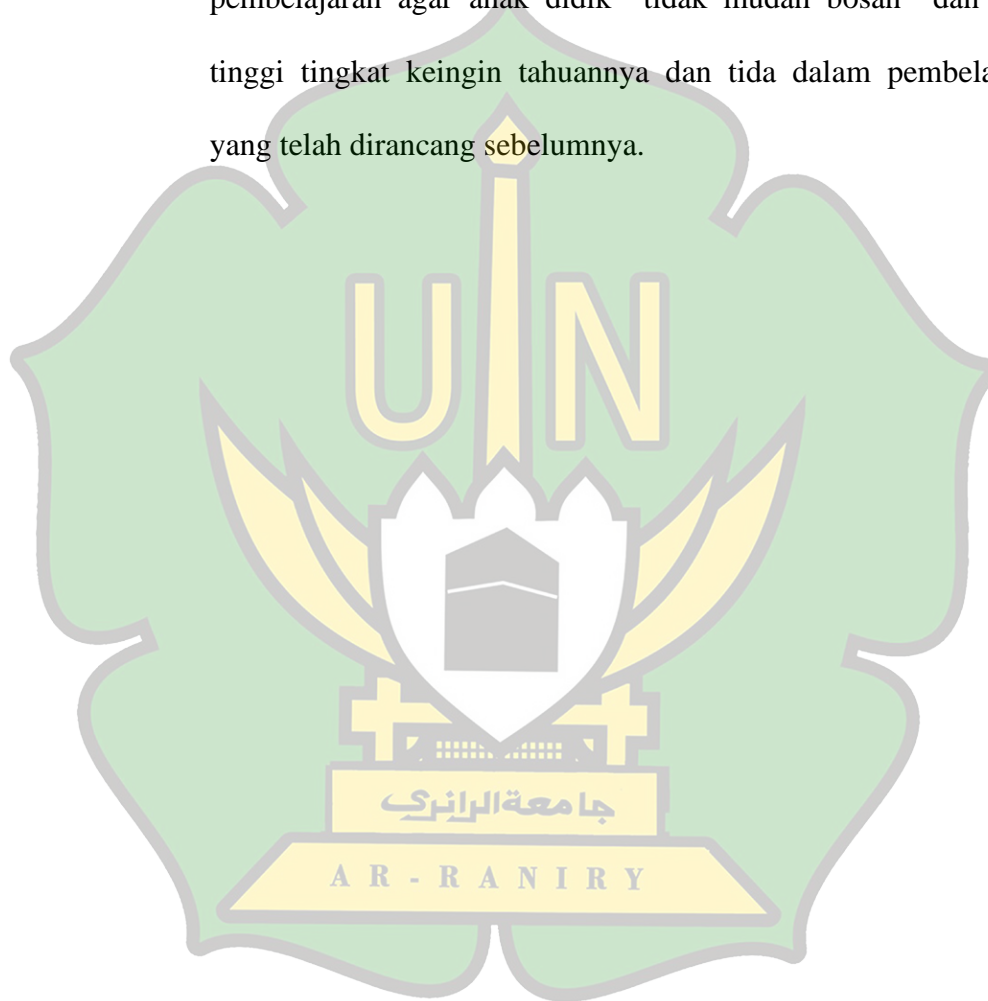 pembelajaran agar anak didik tidak mudah bosan dan
tinggi tingkat keingin tahuannya dan tida dalam pembela
yang telah dirancang sebelumnya.
UIN
جامعةالرانري
AR-RANIRY